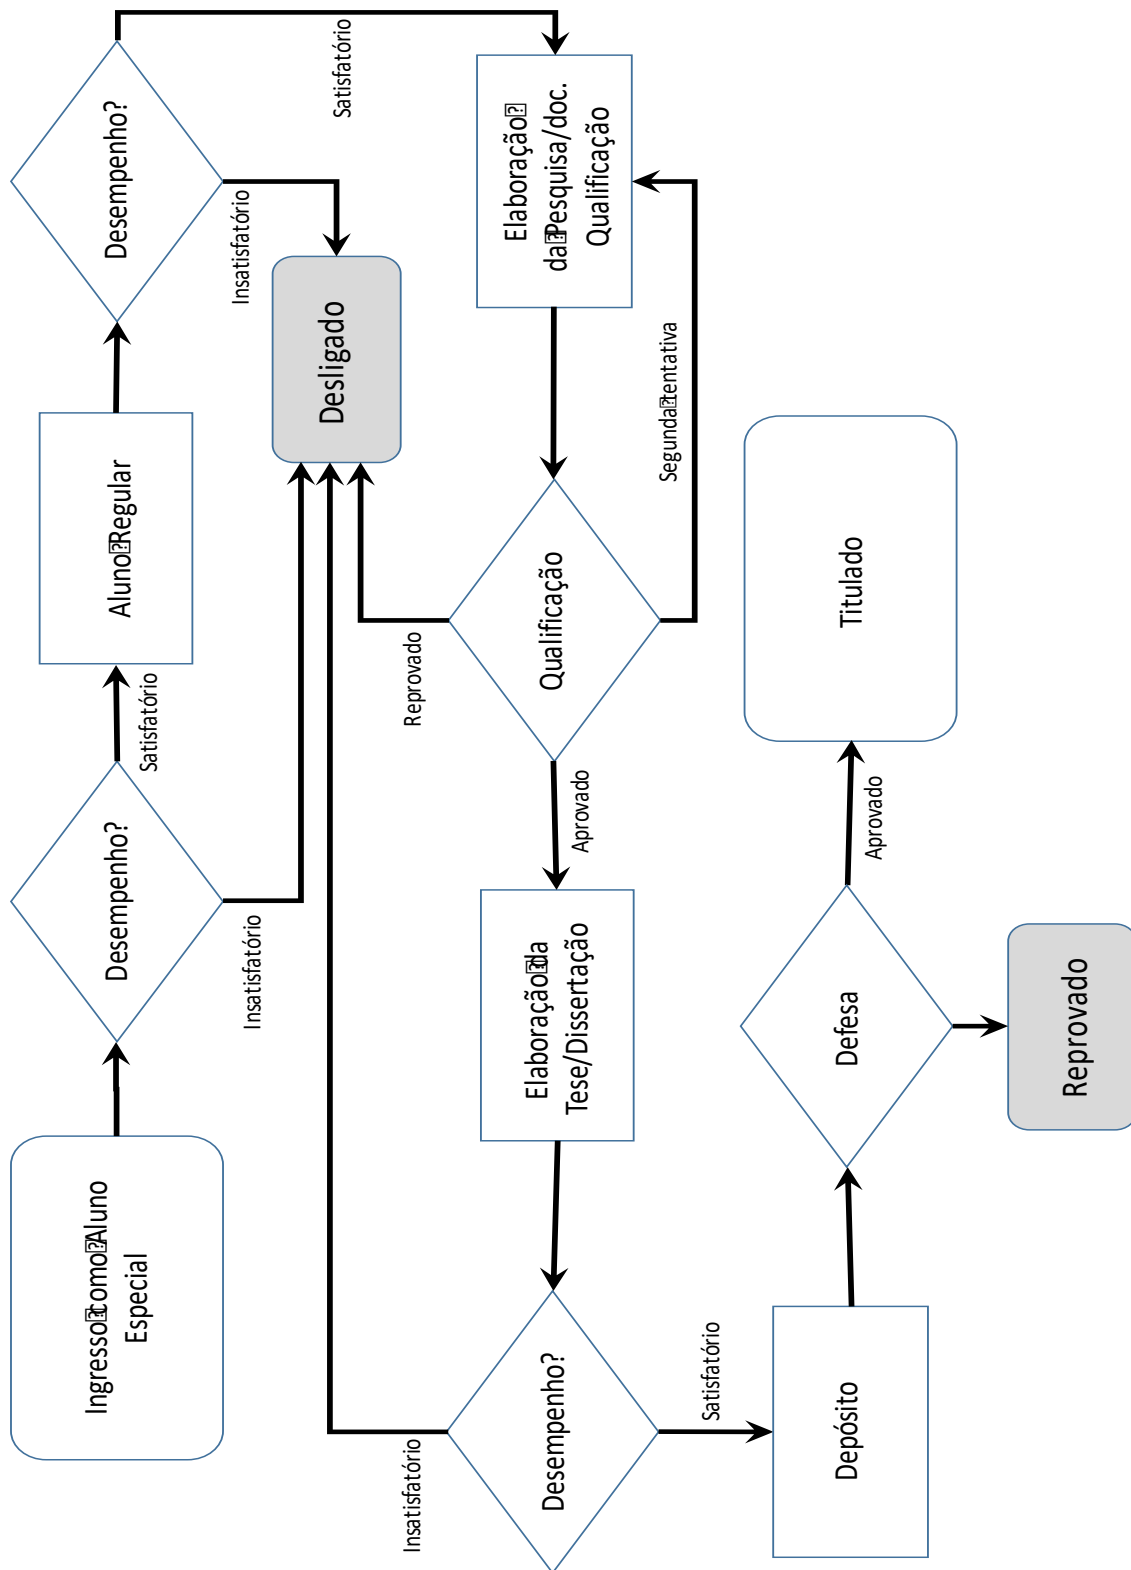 Ingresso como Aluno
Especial
Desempenho?
Satisfatório
Insatisfatório
Aluno Regular
Desempenho?
Satisfatório
Insatisfatório
Desligado
Elaboração
da Pesquisa/doc.
Qualificação
Segunda tentativa
Qualificação
Reprovado
Aprovado
Elaboração da
Tese/Dissertação
Desempenho?
Insatisfatório
Satisfatório
Depósito
Defesa
Aprovado
Titulado
Reprovado